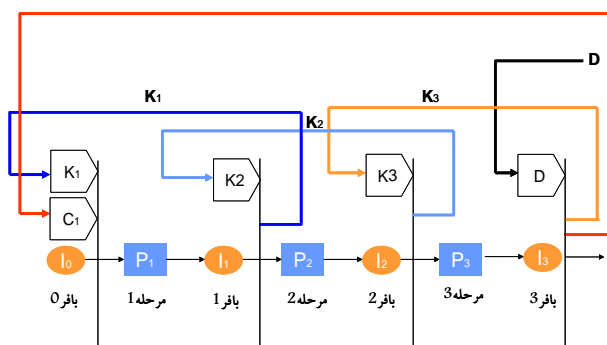 D
K1
K3
K2
K1
K2
K3
D
C1
I0
P1
I1
P2
I2
P3
I3
بافر0
مرحله1
بافر1
مرحله2
بافر2
مرحله3
بافر3